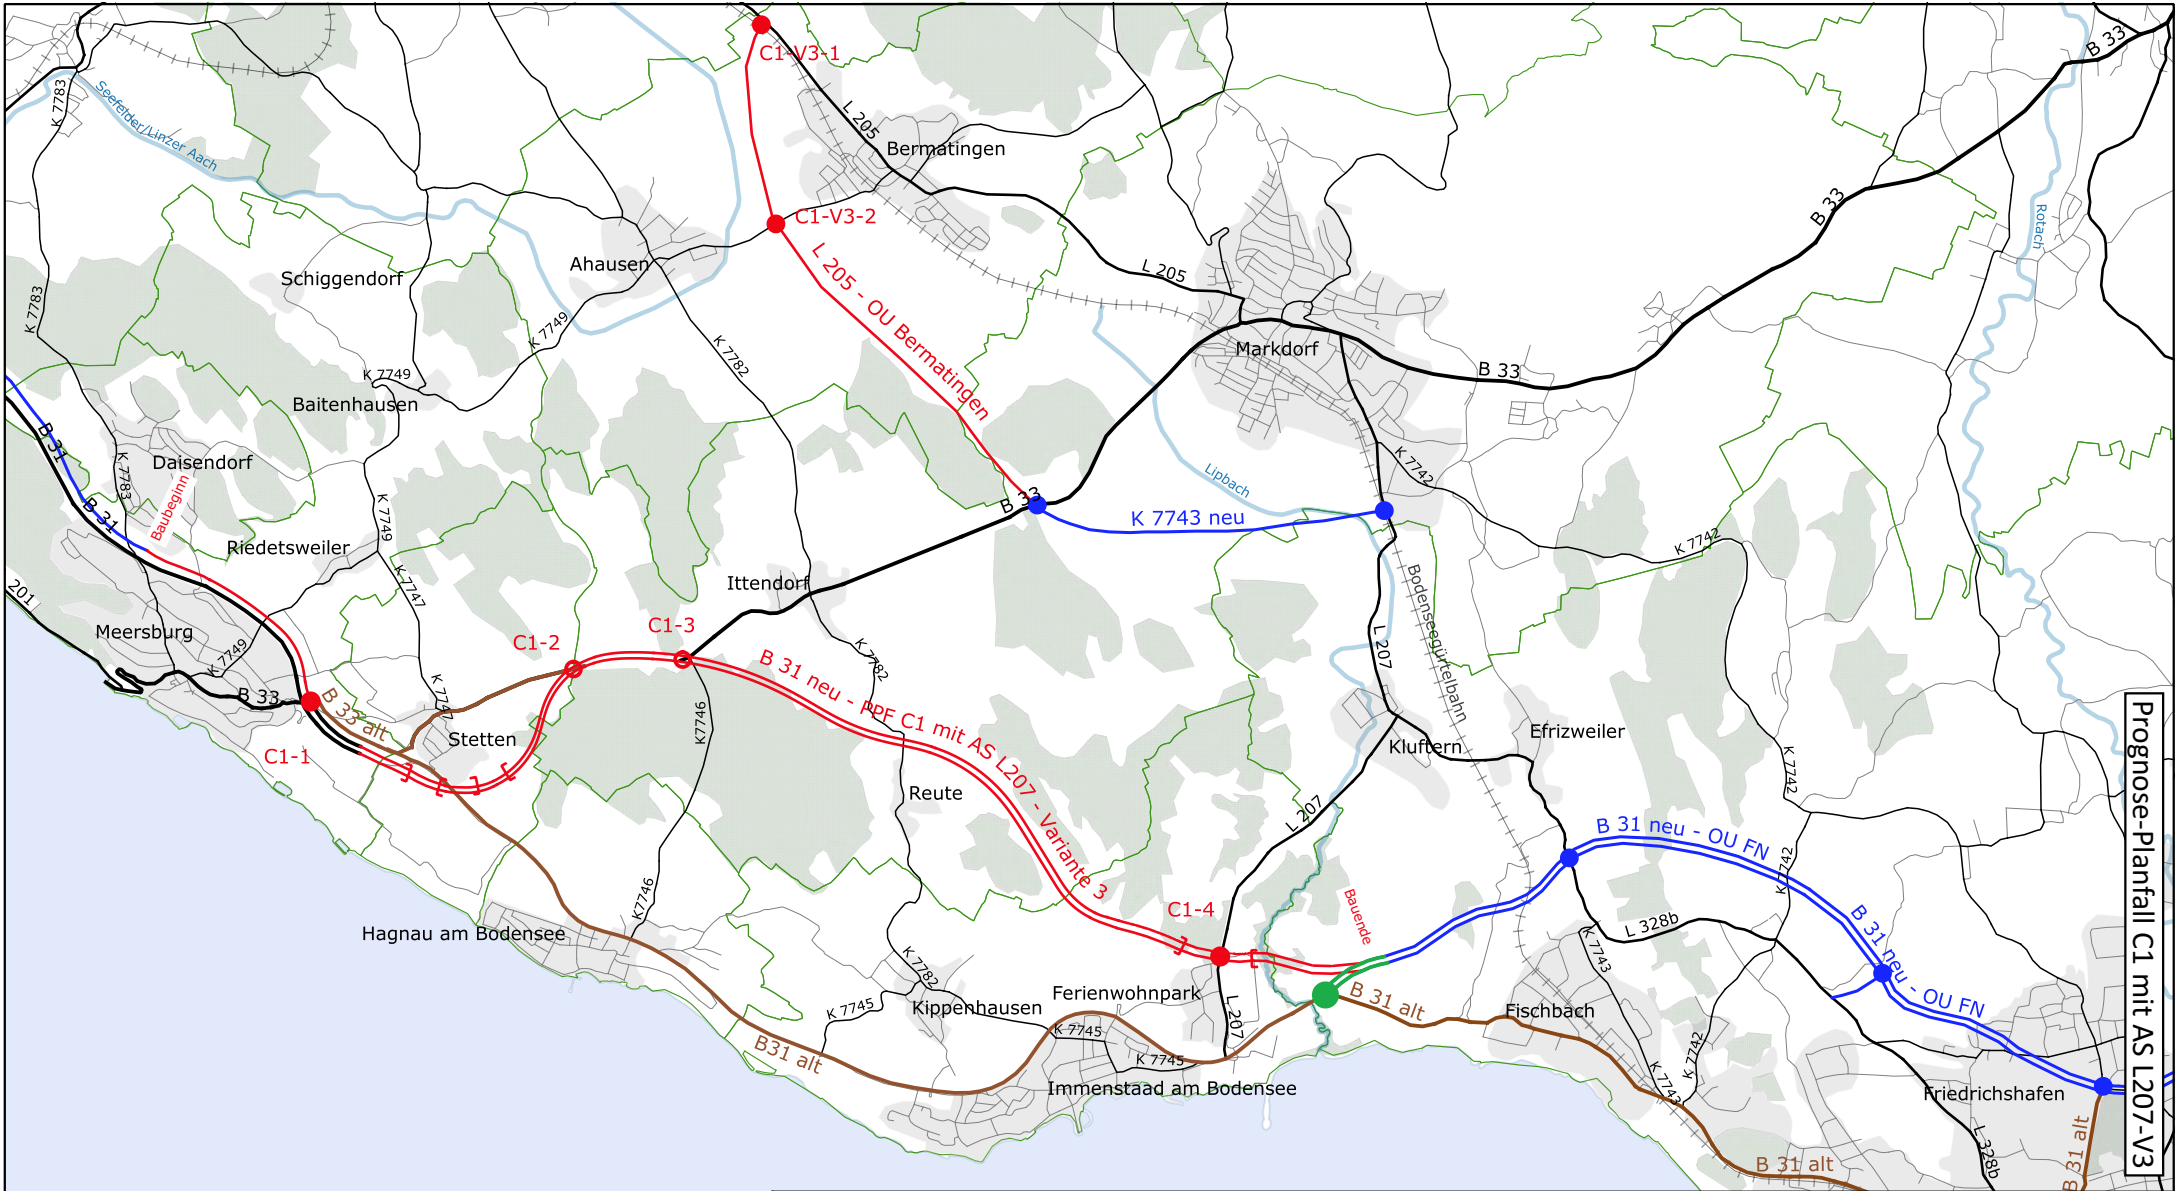 C1-V3-1
B 33
K 7783
Seefelder/Linzer Aach
L 205
Bermatingen
C1-V3-2
B 33
Rotach
Ahausen
Schiggendorf
L 205
L 205 - OU Bermatingen
K 7783
K 7749
K 7782
Markdorf
B 33
K 7749
Baitenhausen
B 31
Daisendorf
K 7783
K 7742
Lipbach
Baubeginn
B 31
K 7749
B 33
K 7743 neu
Riedetsweiler
K 7742
K 7747
Ittendorf
Bodenseegürtelbahn
201
Meersburg
C1-2
C1-3
K 7749
K 7782
L 207
B 33
B 33 alt
K 7747
B 31 neu - PPF C1 mit AS L207 - Variante 3
K7746
Stetten
C1-1
Kluftern
Efrizweiler
K 7742
Reute
L 207
B 31 neu - OU FN
K 7742
K7746
C1-4
Bauende
Hagnau am Bodensee
L 328b
B 31 neu - OU FN
K 7743
K 7782
Ferienwohnpark
K 7745
Kippenhausen
L 207
B 31 alt
Fischbach
K 7745
K 7745
B31 alt
K 7742
K 7743
Immenstaad am Bodensee
Friedrichshafen
B 31 alt
L 328b
B 31 alt
Prognose-Planfall C1 mit AS L207-V3